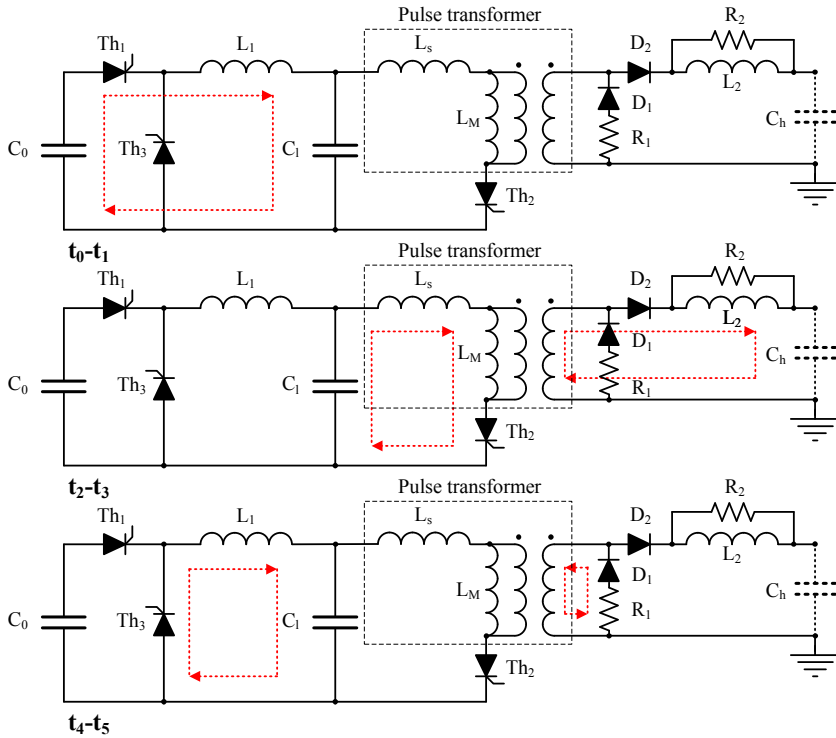 Pulse transformer
Th1 L1 Ls D2 R2
L2
C0 Th3 C1 LM D1 R1 Ch
Th2
t0-t1
Pulse transformer
Th1 L1 Ls D2 R2
L2
C0 Th3 C1 LM D1 R1 Ch
Th2
t2-t3
Pulse transformer
Th1 L1 Ls D2 R2
L2
C0 Th3 C1 LM D1 R1 Ch
Th2
t4-t5